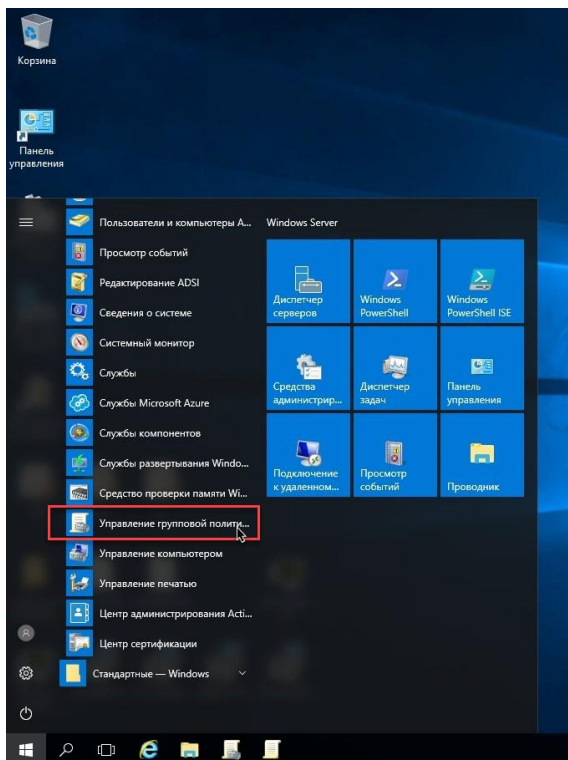 Корзина
Панель
управления
Пользователи и компьютеры A...
Просмотр событий
Редактирование ADSI
Сведения о системе
Системный монитор
Службы
Службы Microsoft Azure
Службы компонентов
Службы развертывания Windo...
Средство проверки памяти Wi...
Управление групповой полити...
Управление компьютером
Управление печатью
Центр администрирования Acti...
Центр сертификации
Стандартные — Windows
Windows Server
Диспетчер
серверов
Windows
PowerShell
Windows
PowerShell ISE
Средства
администрир...
Диспетчер
задач
Панель
управления
Подключение
к удаленном...
Просмотр
событий
Проводник